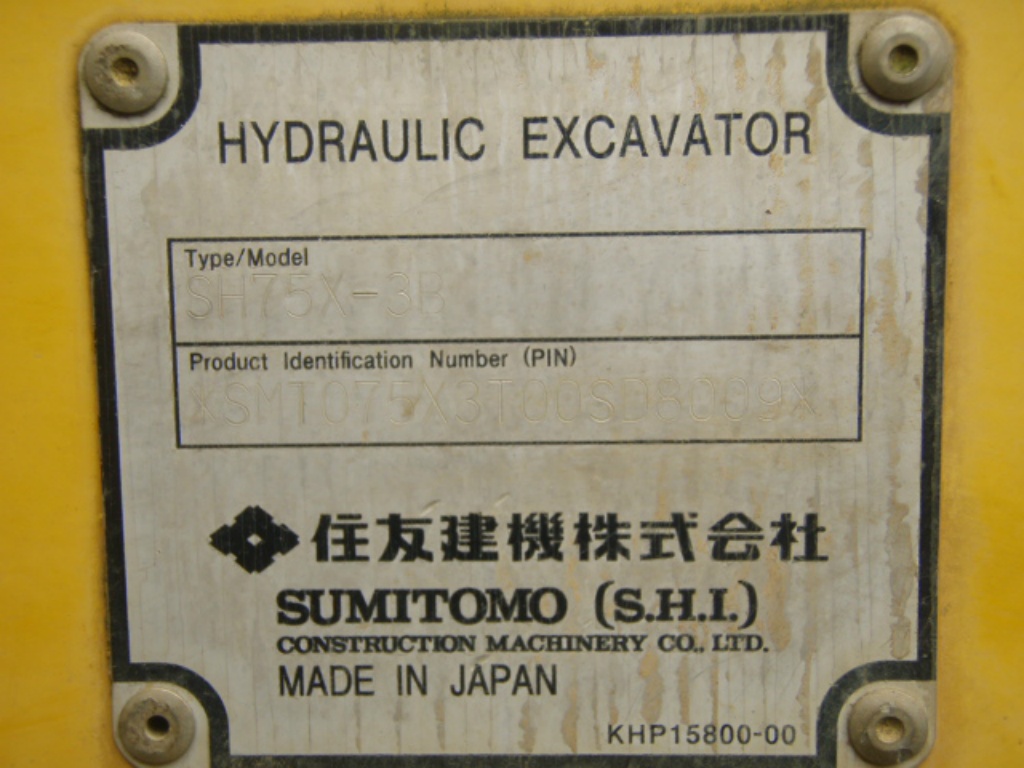 HYDRAULIC EXCAVATOR
Type/Model
SH75X-3B
Product Identification Number (PIN)
XSMT075X3T00SD8009X
住友建機株式会社
SUMITOMO (S.H.I.)
CONSTRUCTION MACHINERY CO., LTD.
MADE IN JAPAN
KHP15800-00